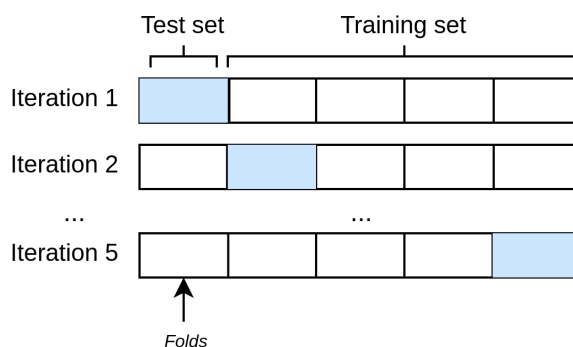 Test set
Training set
Iteration 1
Iteration 2
...
...
Iteration 5
Folds